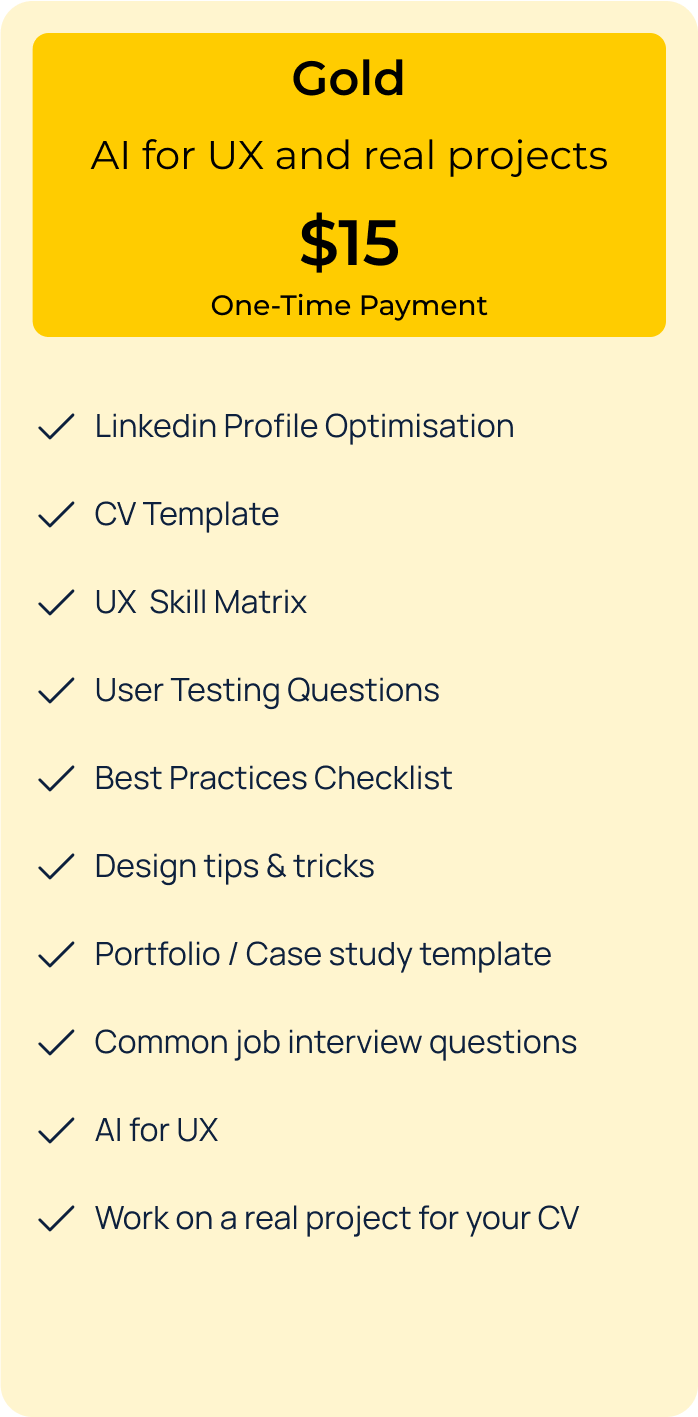 Gold
AI for UX and real projects
$15
One-Time Payment
Linkedin Profile Optimisation
CV Template
UX  Skill Matrix
User Testing Questions
Best Practices Checklist
Design tips & tricks
Portfolio / Case study template
Common job interview questions
AI for UX
Work on a real project for your CV